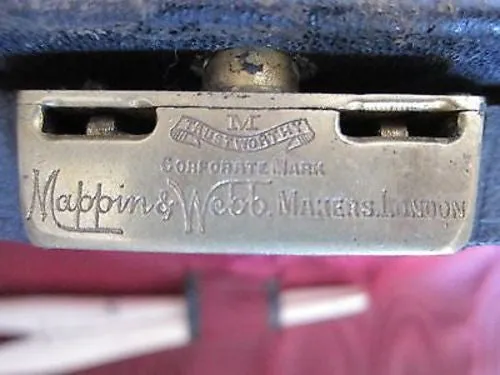 M
TRUSTWORTHY
CORPORATE MARK
Mappin & Webb. MAKERS. LONDON